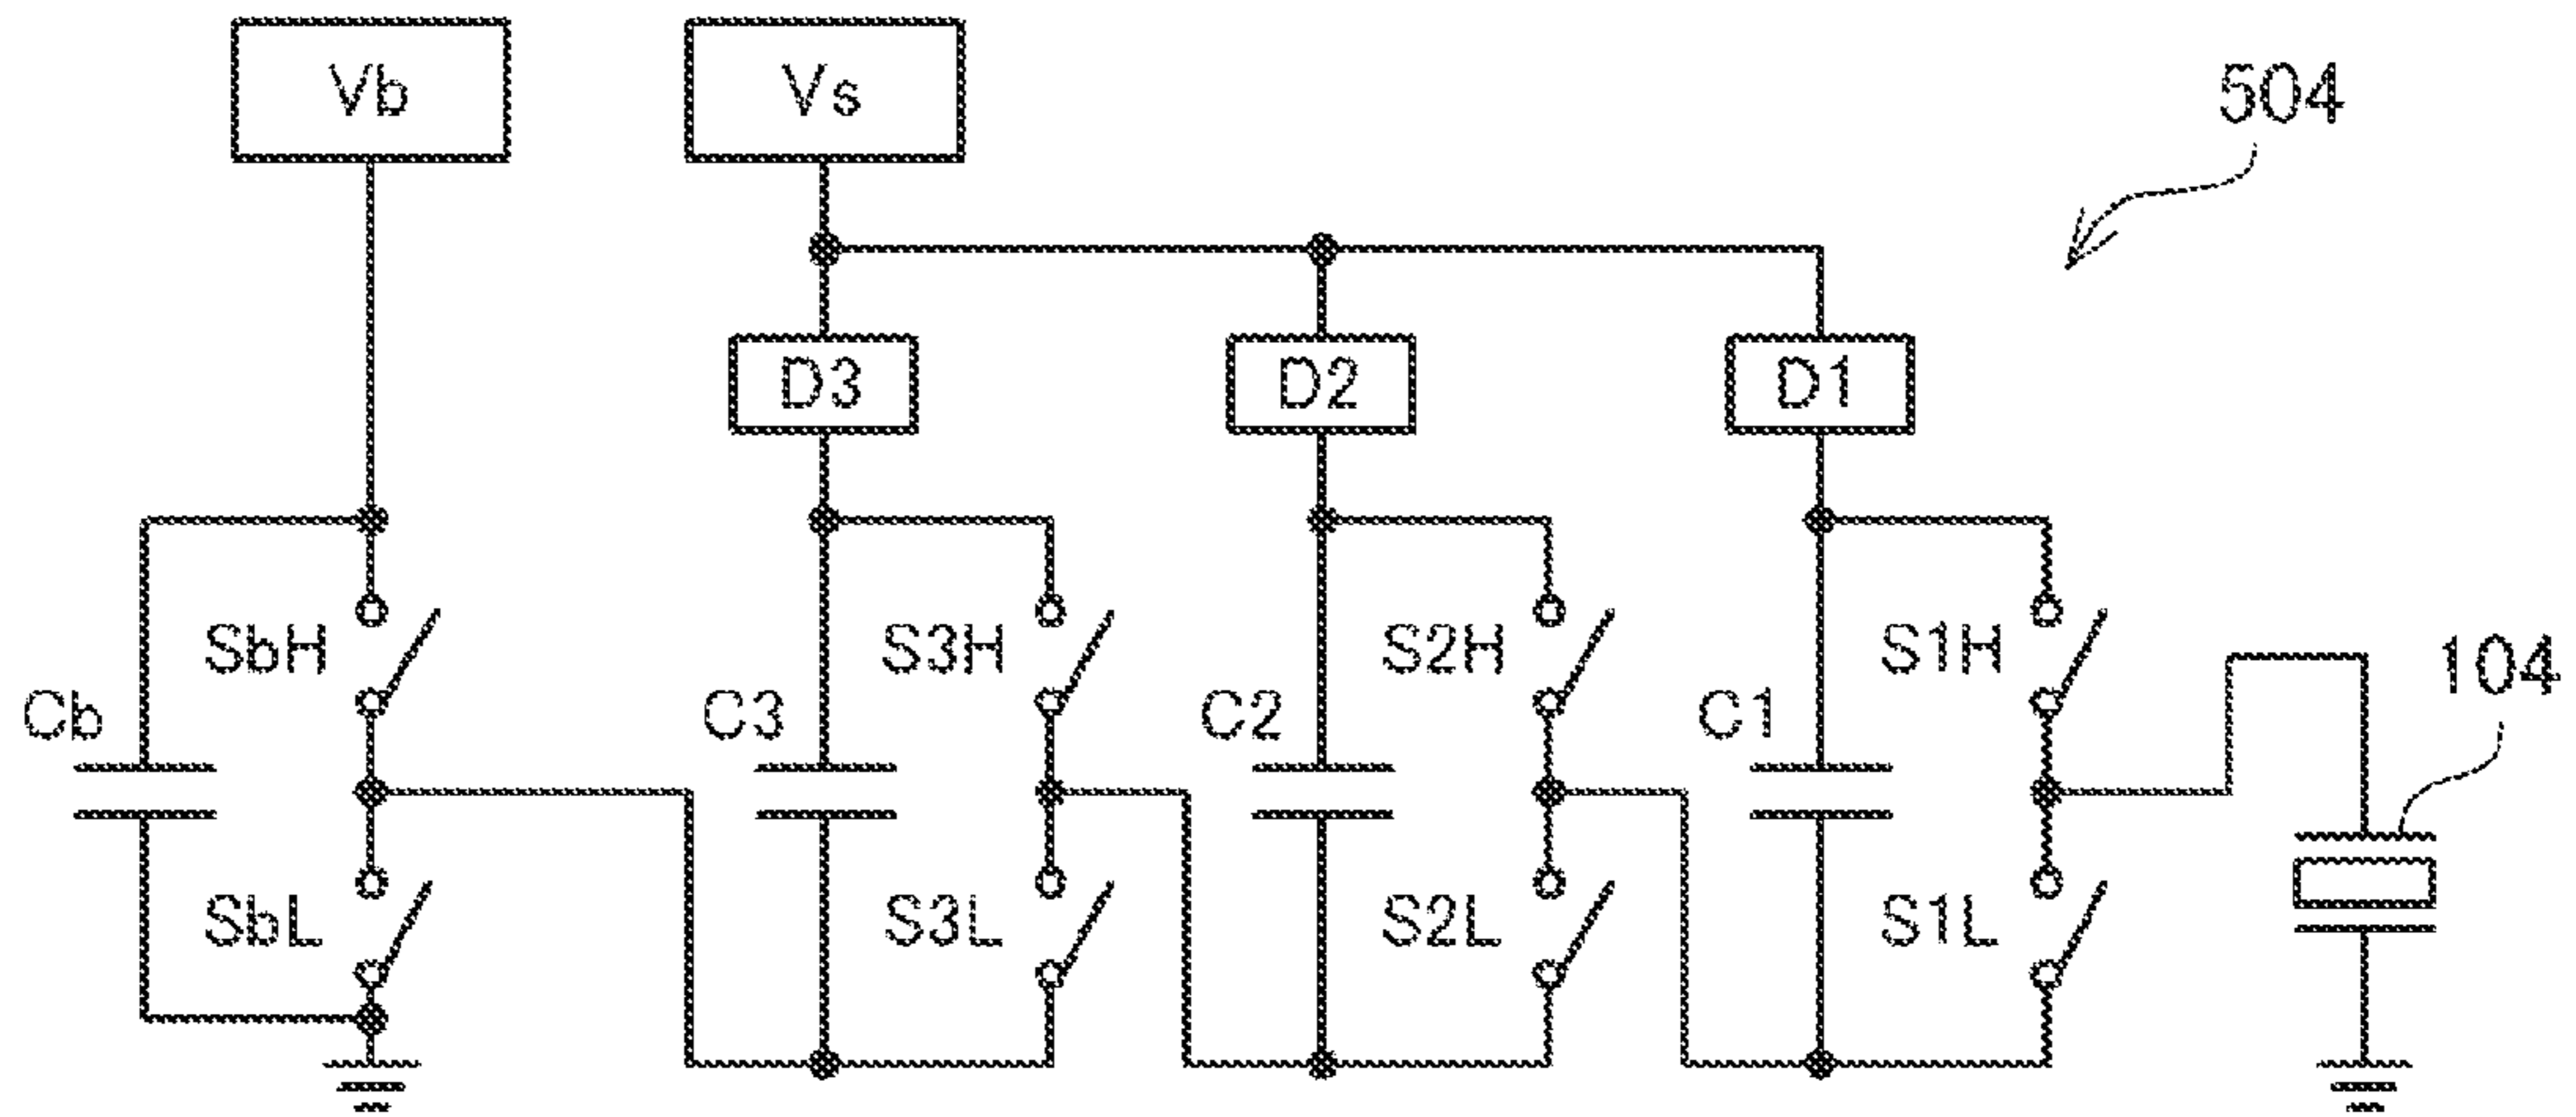 Vb
Vs
504
D3
D2
D1
SbH
S3H
S2H
S1H
104
Cb
C3
C2
C1
SbL
S3L
S2L
S1L